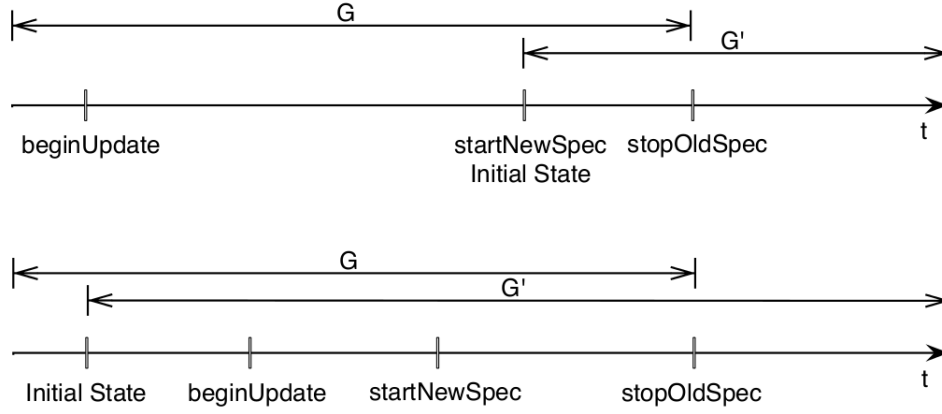 G
G'
beginUpdate
startNewSpec
Initial State
stopOldSpec
t
G
G'
Initial State
beginUpdate
startNewSpec
stopOldSpec
t